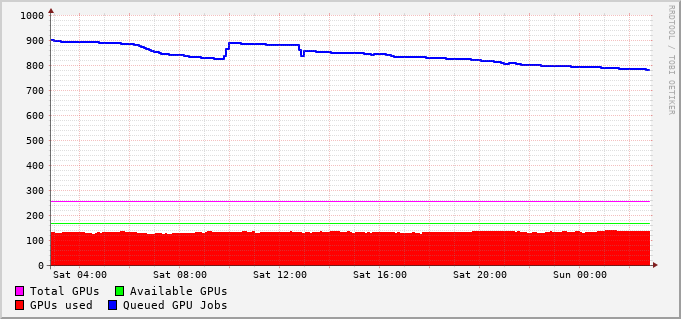 1000
900
800
700
600
500
400
300
200
100
0
Sat 04:00 Sat 08:00 Sat 12:00 Sat 16:00 Sat 20:00 Sun 00:00
Total GPUs Available GPUs
GPUs used Queued GPU Jobs
RRDTOOL / TOBI OETIKER